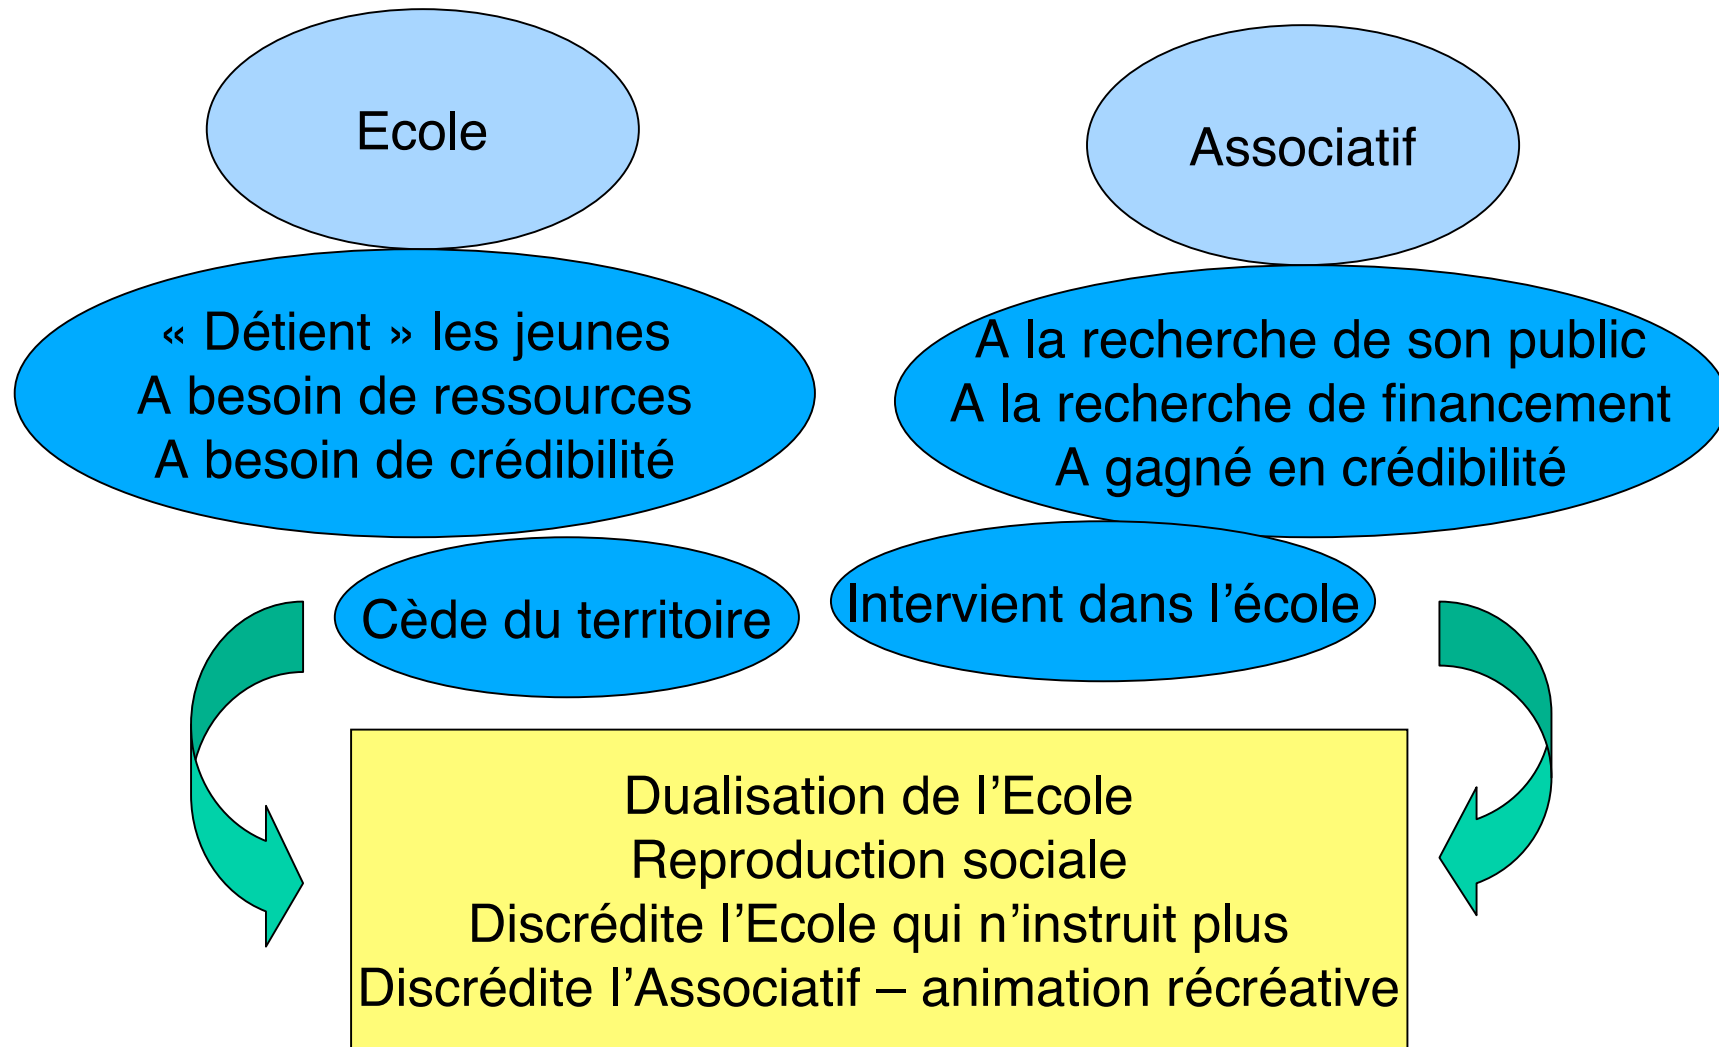 Ecole
« Détient » les jeunes
A besoin de ressources
A besoin de crédibilité
Cède du territoire
Associatif
A la recherche de son public
A la recherche de financement
A gagné en crédibilité
Intervient dans l’école
Dualisation de l’Ecole
Reproduction sociale
Discrédite l’Ecole qui n’instruit plus
Discrédite l’Associatif – animation récréative